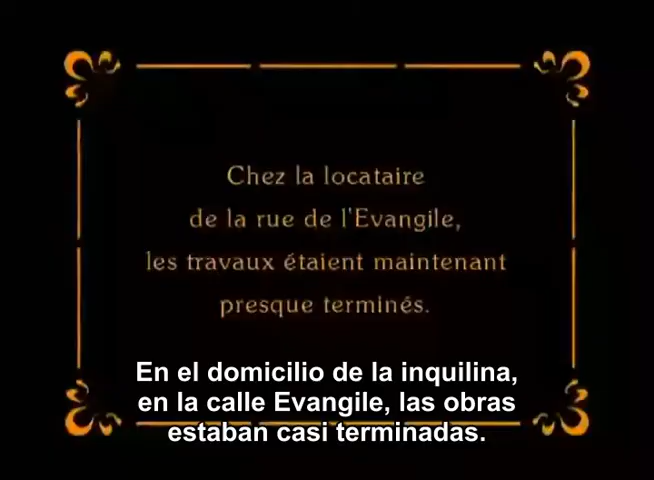 Chez la locataire
de la rue de l'Evangile,
les travaux étaient maintenant
presque terminés.
En el domicilio de la inquilina,
en la calle Evangile, las obras
estaban casi terminadas.